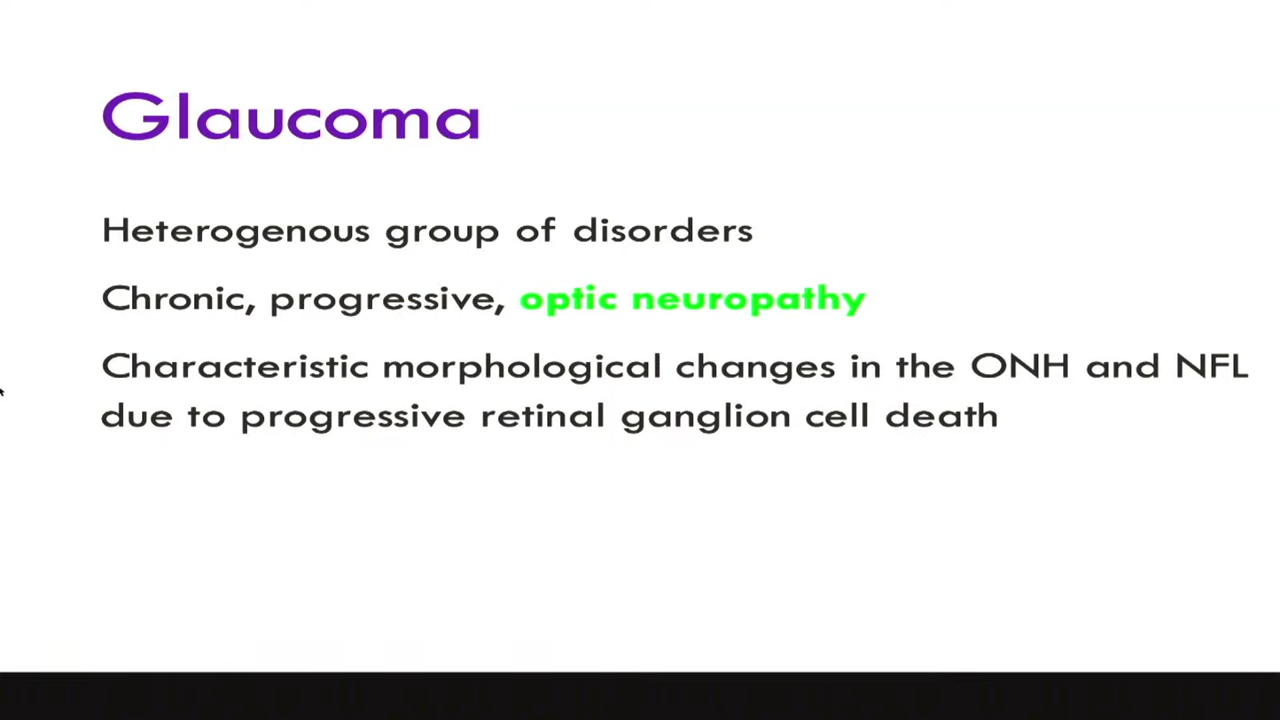 Glaucoma
Heterogenous group of disorders
Chronic, progressive, optic neuropathy
Characteristic morphological changes in the ONH and NFL
due to progressive retinal ganglion cell death